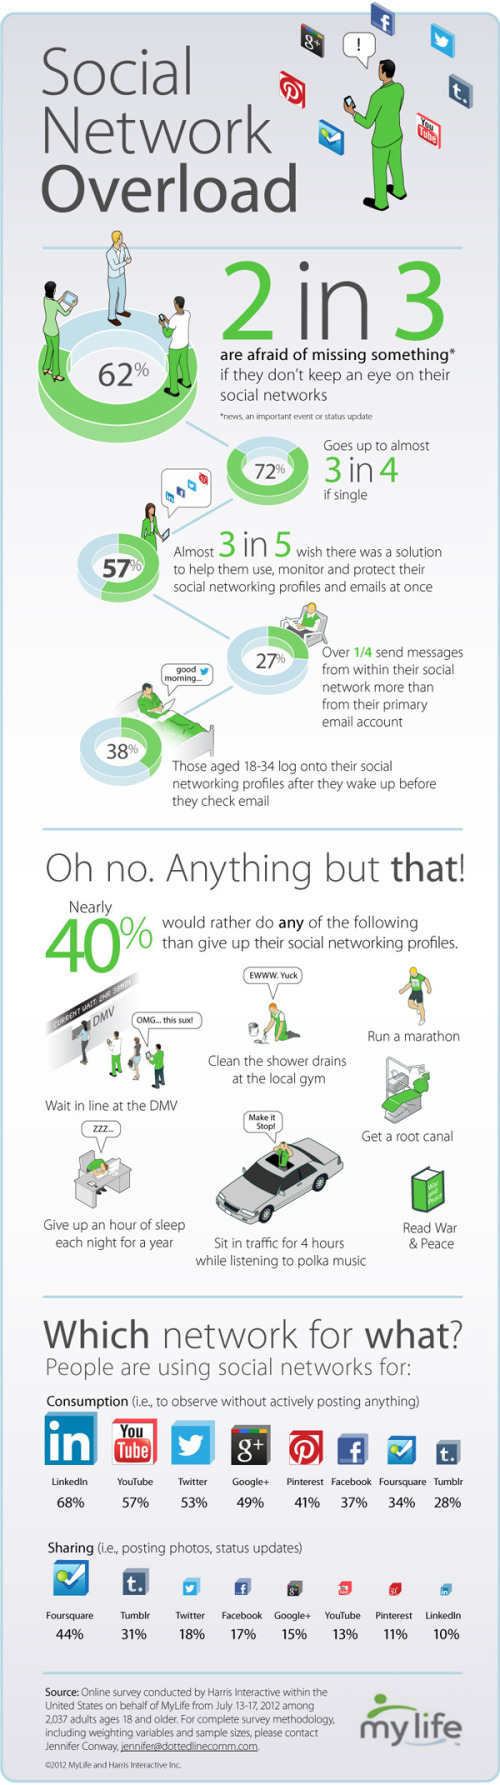 Social
Network
Overload
!
g+
f
t.
You
Tube
2 in 3
are afraid of missing something*
if they don't keep an eye on their
social networks
*news, an important event or status update
62%
Goes up to almost
3 in 4
if single
72%
57%
Almost 3 in 5 wish there was a solution
to help them use, monitor and protect their
social networking profiles and emails at once
27%
Over 1/4 send messages
from within their social
network more than
from their primary
email account
good
morning...
38%
Those aged 18-34 log onto their social
networking profiles after they wake up before
they check email
Oh no. Anything but that!
Nearly
40% would rather do any of the following
than give up their social networking profiles.
CURRENT WAIT: 2HR 38MIN
DMV
OMG... this sux!
Wait in line at the DMV
EWWW. Yuck
Clean the shower drains
at the local gym
Run a marathon
Get a root canal
ZZZ...
Give up an hour of sleep
each night for a year
Make it
Stop!
Sit in traffic for 4 hours
while listening to polka music
War
and
Peace
Read War
& Peace
Which network for what?
People are using social networks for:
Consumption (i.e., to observe without actively posting anything)
in You Tube g+ f t.
LinkedIn YouTube Twitter Google+ Pinterest Facebook Foursquare Tumblr
68% 57% 53% 49% 41% 37% 34% 28%
Sharing (i.e., posting photos, status updates)
Foursquare Tumblr Twitter Facebook Google+ YouTube Pinterest LinkedIn
44% 31% 18% 17% 15% 13% 11% 10%
Source: Online survey conducted by Harris Interactive within the
United States on behalf of MyLife from July 13-17, 2012 among
2,037 adults ages 18 and older. For complete survey methodology,
including weighting variables and sample sizes, please contact
Jennifer Conway, jennifer@dottedlinecomm.com.
©2012 MyLife and Harris Interactive Inc.
my life